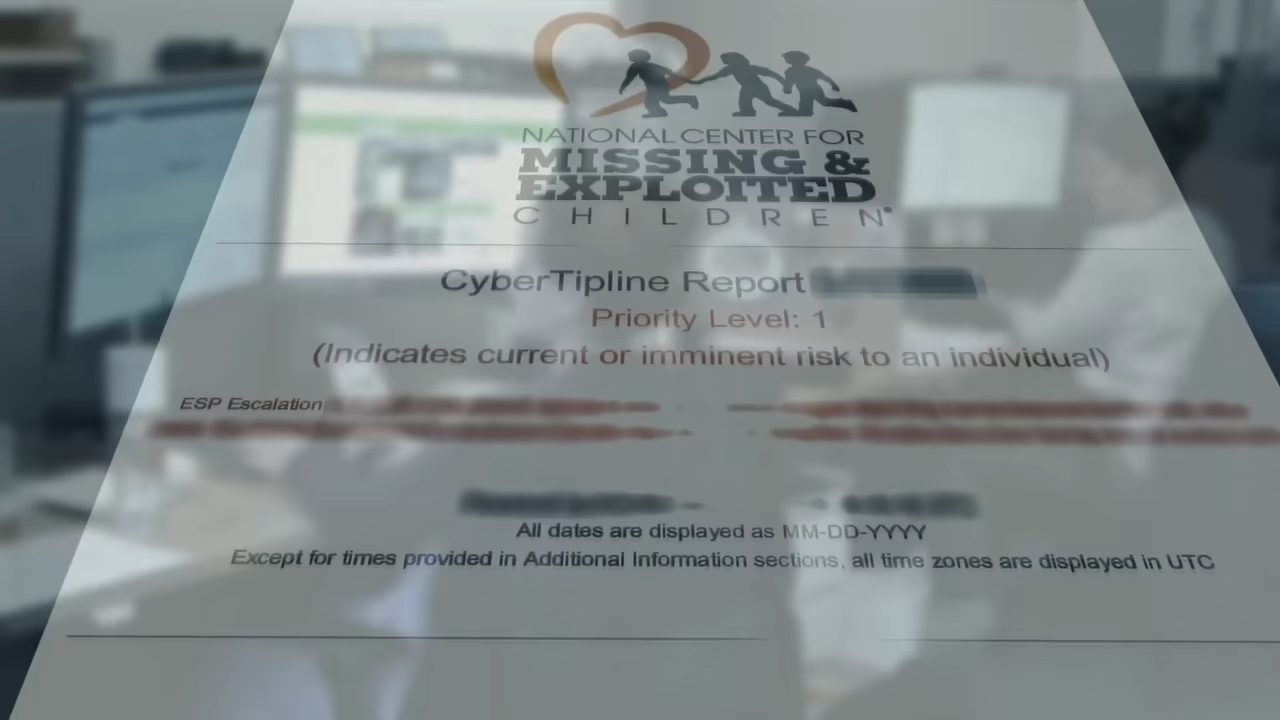 NATIONAL CENTER FOR
MISSING &
EXPLOITED
CHILDREN®
CyberTipline Report
Priority Level: 1
(Indicates current or imminent risk to an individual)
ESP Escalation
All dates are displayed as MM-DD-YYYY
Except for times provided in Additional Information sections, all time zones are displayed in UTC